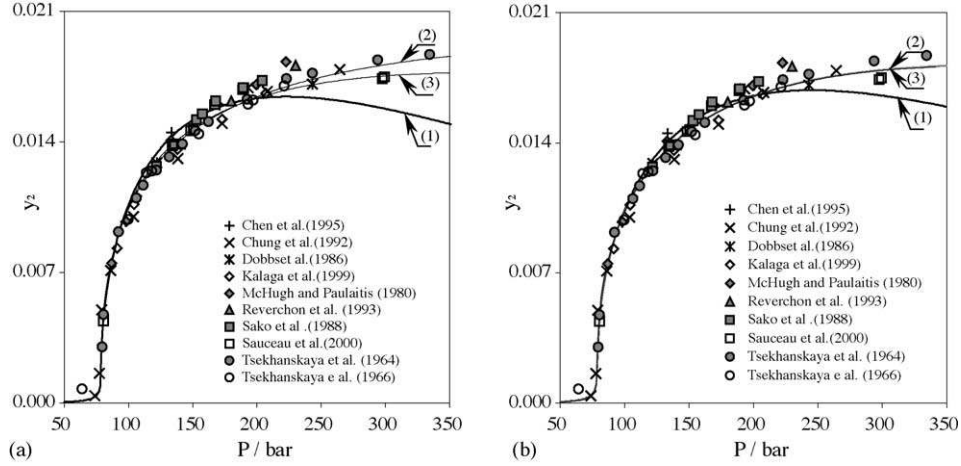 0.021
0.014
0.007
0.000
y2
50 100 150 200 250 300 350
P / bar
(a)
(2)
(3)
(1)
Chen et al.(1995)
Chung et al.(1992)
Dobbset al.(1986)
Kalaga et al.(1999)
McHugh and Paulaitis (1980)
Reverchon et al. (1993)
Sako et al .(1988)
Sauceau et al.(2000)
Tsekhanskaya et al. (1964)
Tsekhanskaya e al. (1966)
0.021
0.014
0.007
0.000
y2
50 100 150 200 250 300 350
P / bar
(b)
(2)
(3)
(1)
Chen et al.(1995)
Chung et al.(1992)
Dobbset al.(1986)
Kalaga et al.(1999)
McHugh and Paulaitis (1980)
Reverchon et al. (1993)
Sako et al .(1988)
Sauceau et al.(2000)
Tsekhanskaya et al. (1964)
Tsekhanskaya e al. (1966)